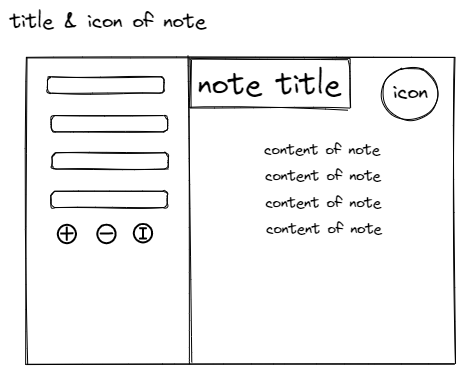 title & icon of note
note title
icon
content of note
content of note
content of note
content of note